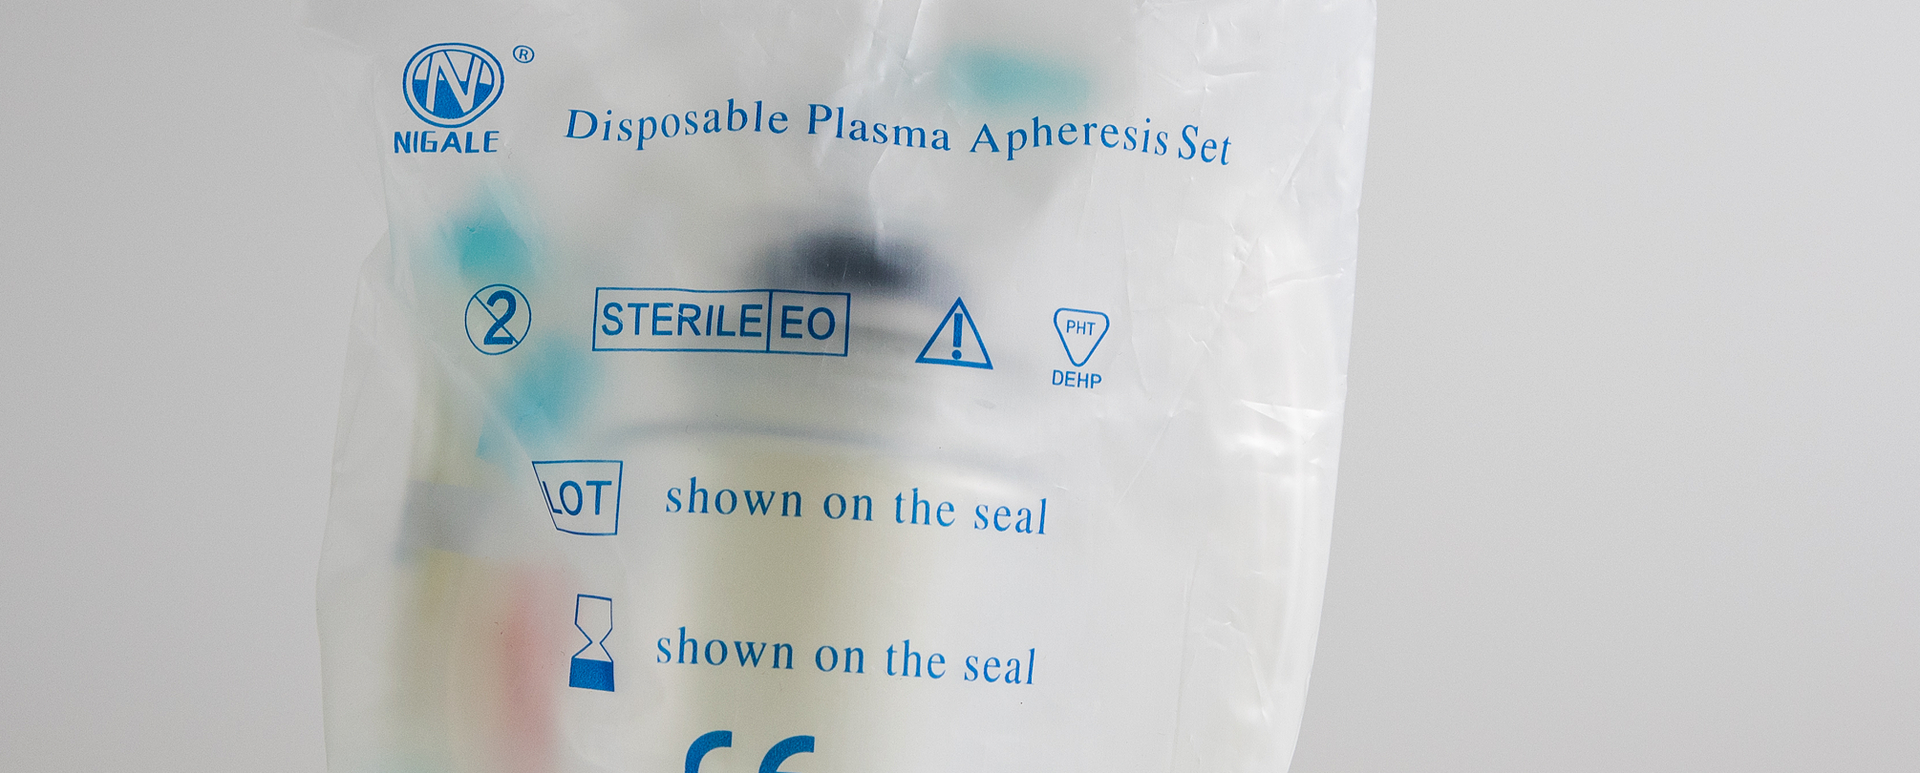 ®
NIGALE
Disposable Plasma Apheresis Set
2
STERILE EO
!
PHT
DEHP
LOT shown on the seal
shown on the seal
CE